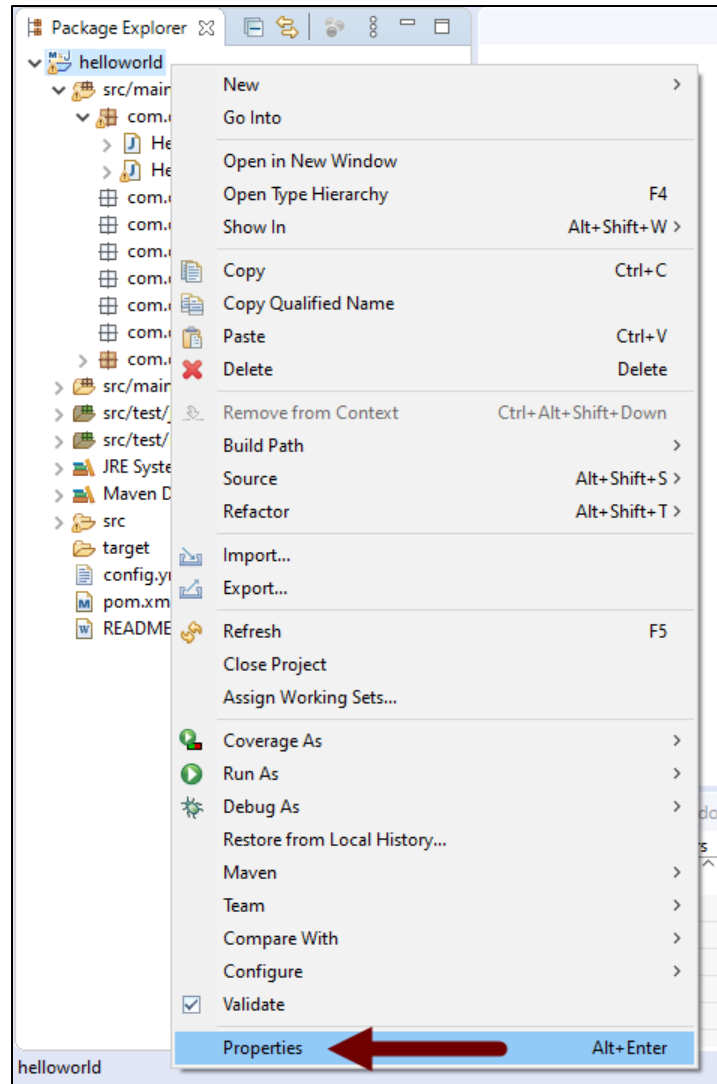 Package Explorer
helloworld
src/main
com.
He
He
com.
com.
com.
com.
com.
com.
com.
src/main
src/test/
src/test/
JRE Syste
Maven D
src
target
config.y
pom.xm
README
New
Go Into
Open in New Window
Open Type Hierarchy F4
Show In Alt+Shift+W >
Copy Ctrl+C
Copy Qualified Name
Paste Ctrl+V
Delete Delete
Remove from Context Ctrl+Alt+Shift+Down
Build Path
Source Alt+Shift+S >
Refactor Alt+Shift+T >
Import...
Export...
Refresh F5
Close Project
Assign Working Sets...
Coverage As
Run As
Debug As
Restore from Local History...
Maven
Team
Compare With
Configure
Validate
Properties Alt+Enter
helloworld